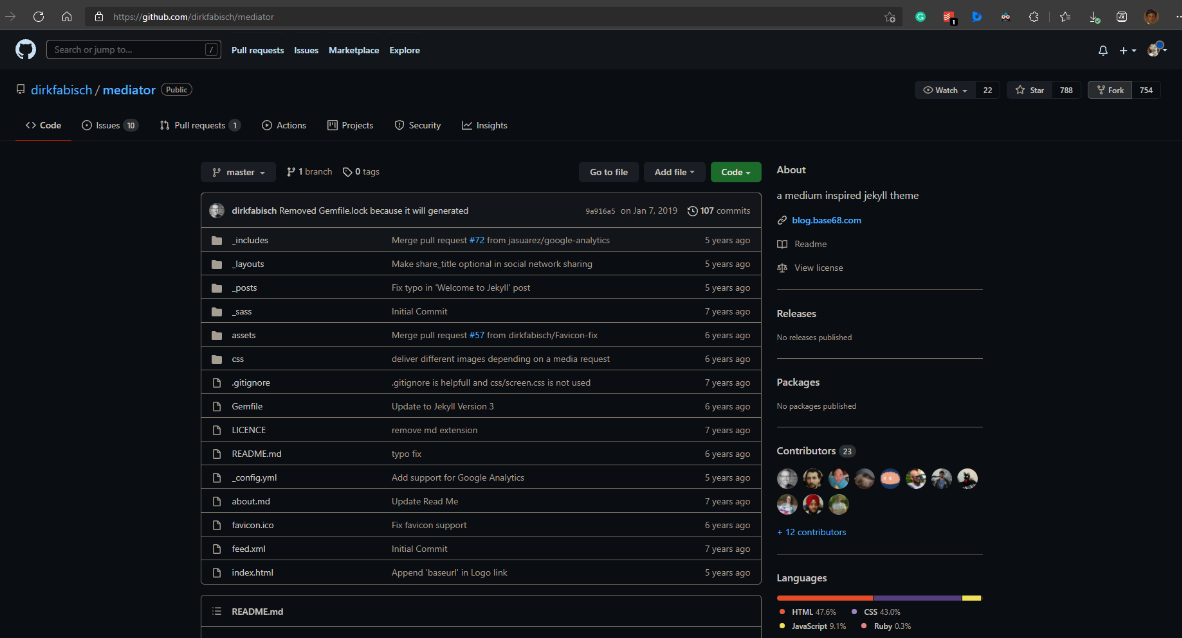 https://github.com/dirkfabisch/mediator
1
Search or jump to... /
Pull requests Issues Marketplace Explore
dirkfabisch / mediator Public
Watch 22 Star 788 Fork 754
Code Issues 10 Pull requests 1 Actions Projects Security Insights
master 1 branch 0 tags Go to file Add file Code
dirkfabisch Removed Gemfile.lock because it will generated 9a916a5 on Jan 7, 2019 107 commits
_includes Merge pull request #72 from jasuarez/google-analytics 5 years ago
_layouts Make share_title optional in social network sharing 5 years ago
_posts Fix typo in 'Welcome to Jekyll' post 5 years ago
_sass Initial Commit 7 years ago
assets Merge pull request #57 from dirkfabisch/Favicon-fix 6 years ago
css deliver different images depending on a media request 6 years ago
.gitignore .gitignore is helpfull and css/screen.css is not used 7 years ago
Gemfile Update to Jekyll Version 3 6 years ago
LICENCE remove md extension 7 years ago
README.md typo fix 6 years ago
_config.yml Add support for Google Analytics 5 years ago
about.md Update Read Me 7 years ago
favicon.ico Fix favicon support 6 years ago
feed.xml Initial Commit 7 years ago
index.html Append 'baseurl' in Logo link 5 years ago
README.md
About
a medium inspired jekyll theme
blog.base68.com
Readme
View license
Releases
No releases published
Packages
No packages published
Contributors 23
+ 12 contributors
Languages
HTML 47.6% CSS 43.0%
JavaScript 9.1% Ruby 0.3%